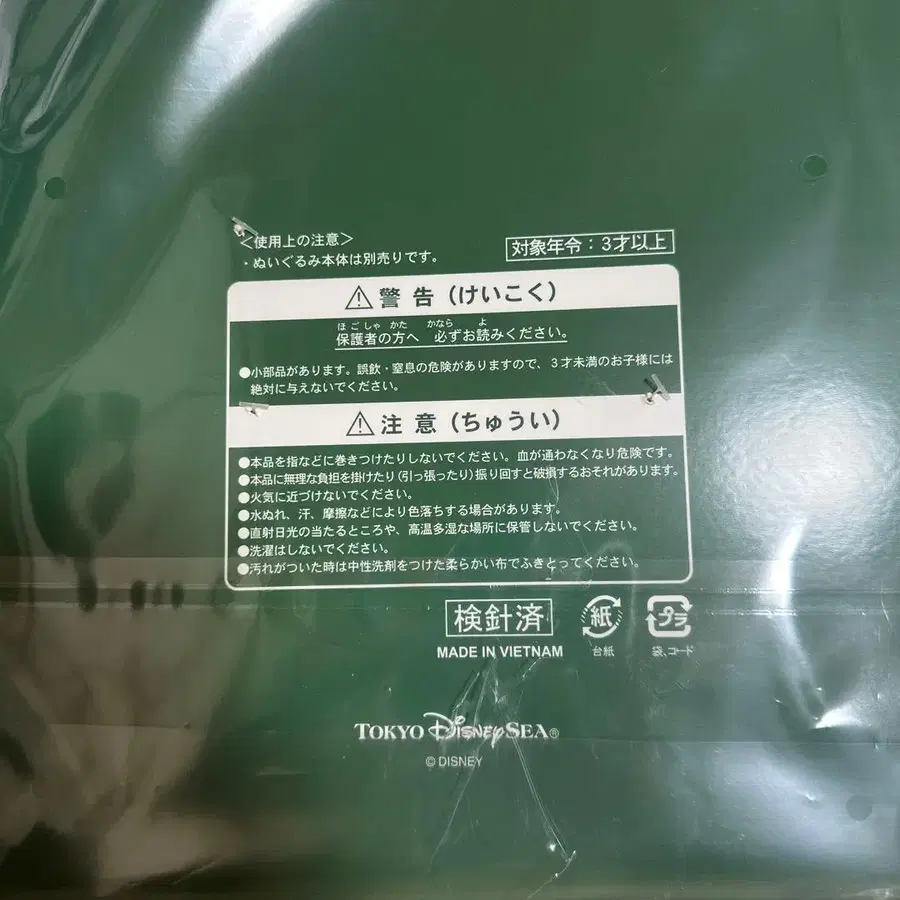 ＜使用上の注意＞
・ぬいぐるみ本体は別売りです。
対象年令：3才以上
⚠警告(けいこく)
ほごしゃ かた かなら よ
保護者の方へ 必ずお読みください。
●小部品があります。誤飲・窒息の危険がありますので、3才未満のお子様には
絶対に与えないでください。
⚠注意(ちゅうい)
●本品を指などに巻きつけたりしないでください。血が通わなくなり危険です。
●本品に無理な負担を掛けたり(引っ張ったり)振り回すと破損するおそれがあります。
●火気に近づけないでください。
●水ぬれ、汗、摩擦などにより色落ちする場合があります。
●直射日光の当たるところや、高温多湿な場所に保管しないでください。
●洗濯はしないでください。
●汚れがついた時は中性洗剤をつけた柔らかい布でふきとってください。
検針済
紙
プラ
MADE IN VIETNAM
台紙
袋、コード
TOKYO DISNEYSEA®
© DISNEY